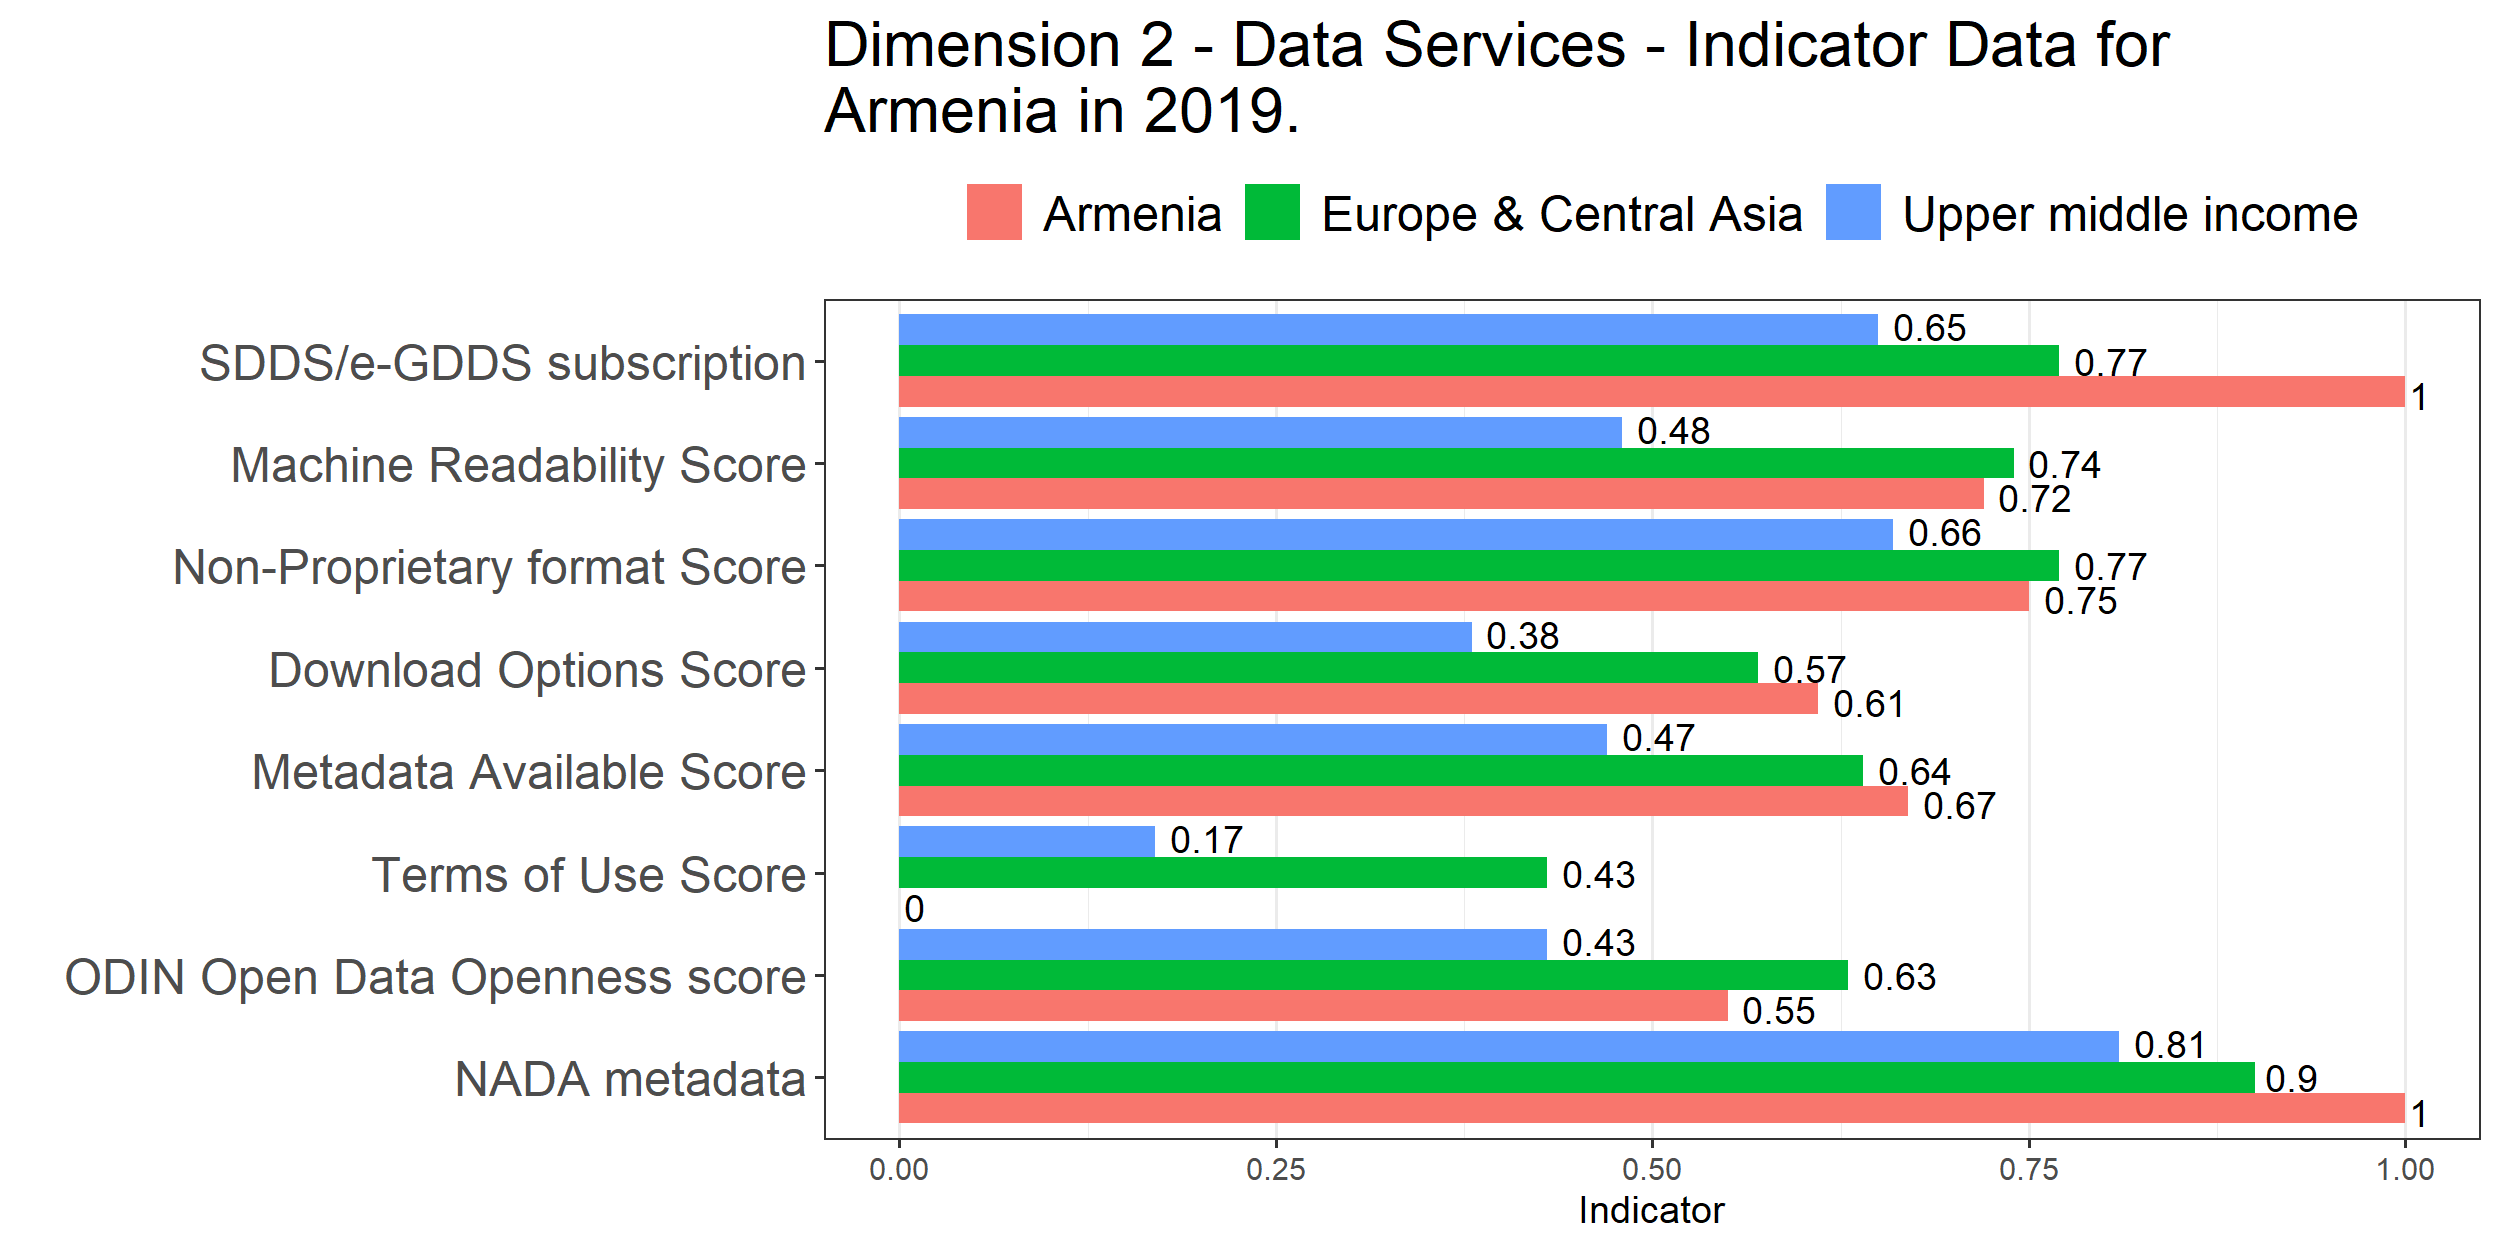 Dimension 2 - Data Services - Indicator Data for
Armenia in 2019.
Armenia
Europe & Central Asia
Upper middle income
SDDS/e-GDDS subscription
0.65
0.77
1
Machine Readability Score
0.48
0.74
0.72
Non-Proprietary format Score
0.66
0.77
0.75
Download Options Score
0.38
0.57
0.61
Metadata Available Score
0.47
0.64
0.67
Terms of Use Score
0.17
0.43
0
ODIN Open Data Openness score
0.43
0.63
0.55
NADA metadata
0.81
0.9
1
0.00
0.25
0.50
0.75
1.00
Indicator